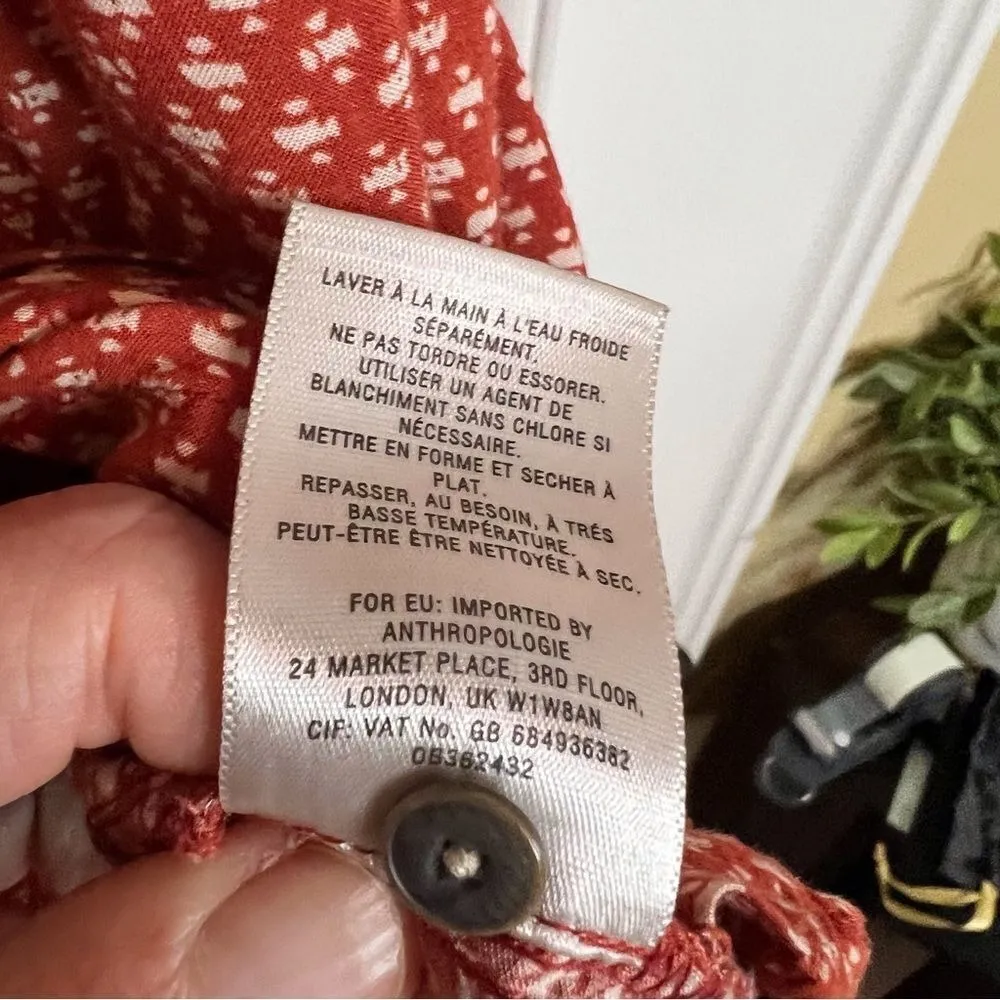 LAVER À LA MAIN À L'EAU FROIDE
SÉPARÉMENT.
NE PAS TORDRE OU ESSORER.
UTILISER UN AGENT DE
BLANCHIMENT SANS CHLORE SI
NÉCESSAIRE.
METTRE EN FORME ET SECHER À
PLAT.
REPASSER, AU BESOIN, À TRÉS
BASSE TEMPÉRATURE.
PEUT-ÊTRE ÊTRE NETTOYÉE À SEC.
FOR EU: IMPORTED BY
ANTHROPOLOGIE
24 MARKET PLACE, 3RD FLOOR,
LONDON, UK W1W8AN
CIF: VAT No. GB 684936382
OB362432